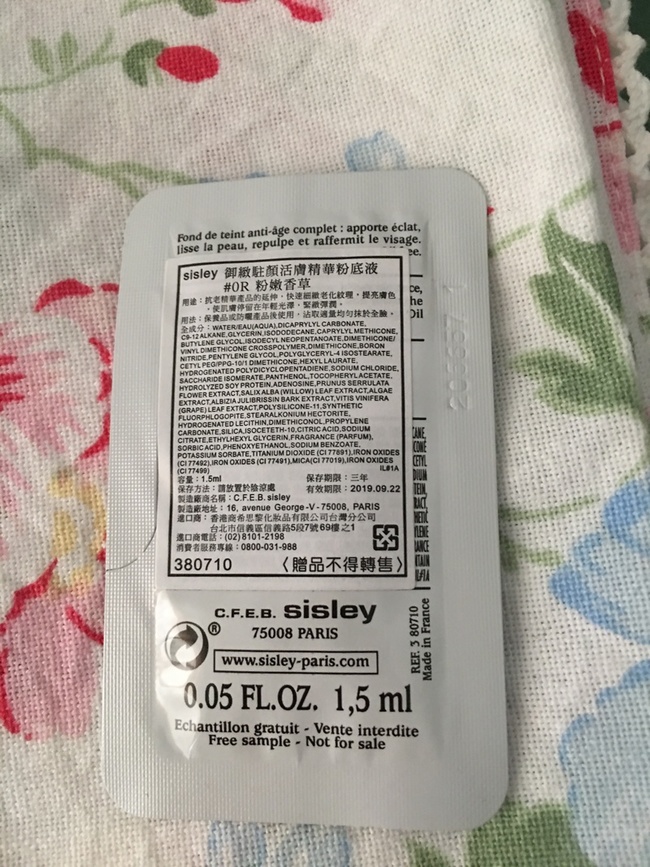 Fond de teint anti-âge complet : apporte éclat,
lisse la peau, repulpe et raffermit le visage.
ee.
ce,
he
Oil
sisley 御緻駐顏活膚精華粉底液
#0R 粉嫩香草
用途：抗老精華產品的延伸，快速細緻老化紋理，提亮膚色
，使肌膚停留在年輕光澤，緊緻彈潤。
用法：保養品或防曬產品後使用，沾取適量均勻抹於全臉。
全成分：WATER/EAU(AQUA),DICAPRYLYL CARBONATE,
C9-12 ALKANE,GLYCERIN,ISODODECANE,CAPRYLYL METHICONE,
BUTYLENE GLYCOL,ISODECYL NEOPENTANOATE,DIMETHICONE/
VINYL DIMETHICONE CROSSPOLYMER,DIMETHICONE,BORON
NITRIDE,PENTYLENE GLYCOL,POLYGLYCERYL-4 ISOSTEARATE,
CETYL PEG/PPG-10/1 DIMETHICONE,HEXYL LAURATE,
HYDROGENATED POLYDICYCLOPENTADIENE,SODIUM CHLORIDE,
SACCHARIDE ISOMERATE,PANTHENOL,TOCOPHERYL ACETATE,
HYDROLYZED SOY PROTEIN,ADENOSINE,PRUNUS SERRULATA
FLOWER EXTRACT,SALIX ALBA (WILLOW) LEAF EXTRACT,ALGAE
EXTRACT,ALBIZIA JULIBRISSIN BARK EXTRACT,VITIS VINIFERA
(GRAPE) LEAF EXTRACT,POLYSILICONE-11,SYNTHETIC
FLUORPHLOGOPITE,STEARALKONIUM HECTORITE,
HYDROGENATED LECITHIN,DIMETHICONOL,PROPYLENE
CARBONATE,SILICA,ISOCETETH-10,CITRIC ACID,SODIUM
CITRATE,ETHYLHEXYL GLYCERIN,FRAGRANCE (PARFUM),
SORBIC ACID,PHENOXYETHANOL,SODIUM BENZOATE,
POTASSIUM SORBATE,TITANIUM DIOXIDE (CI 77891),IRON OXIDES
(CI 77492),IRON OXIDES (CI 77491),MICA(CI 77019),IRON OXIDES
(CI 77499) IL#1A
容量：1.5ml 保存期限：三年
保存方法：請放置於陰涼處 有效期限：2019.09.22
製造廠商名稱：C.F.E.B. sisley
製造廠地址：16, avenue George-V-75008, PARIS
進口商：香港商希思黎化妝品有限公司台灣分公司
台北市信義區信義路5段7號69樓之1
進口商電話：(02)8101-2198
消費者服務專線：0800-031-988
380710 〈贈品不得轉售〉
C.F.E.B. sisley
75008 PARIS
www.sisley-paris.com
0.05 FL.OZ. 1,5 ml
Echantillon gratuit - Vente interdite
Free sample - Not for sale
REF. 3 80710
Made in France